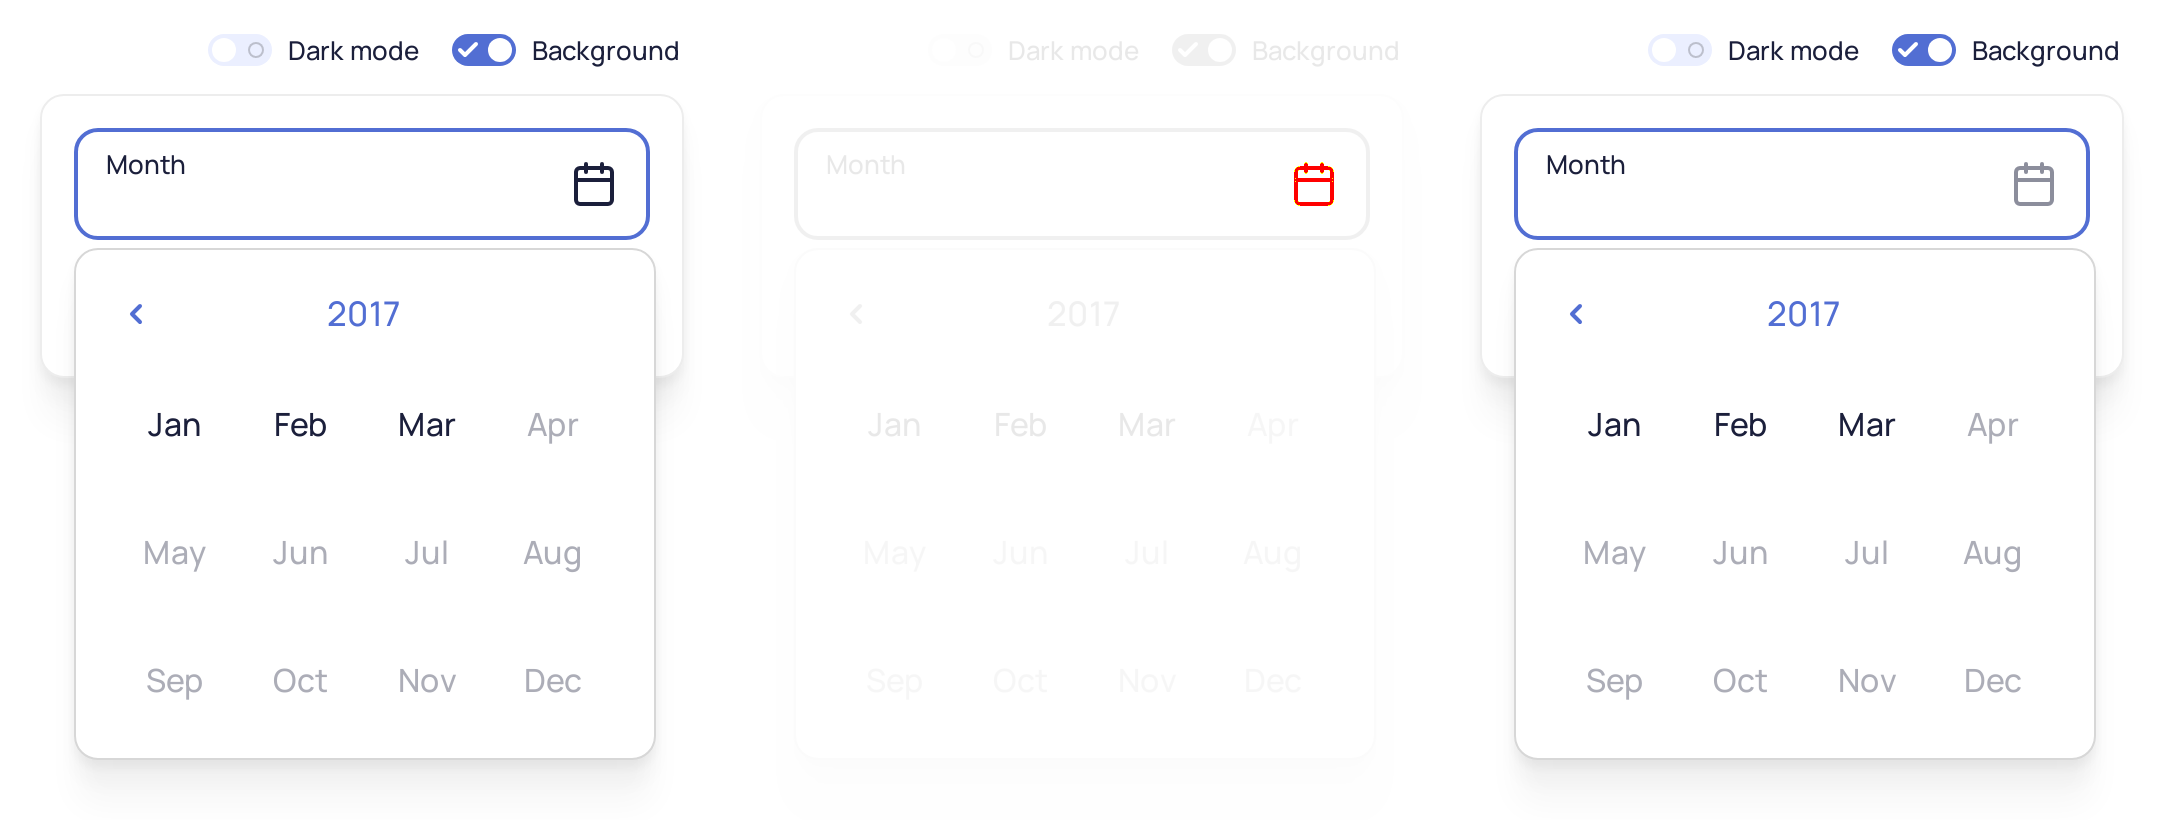 Dark mode Background Dark mode Background Dark mode Background
Month Month Month
2017 2017 2017
Jan Feb Mar Apr Jan Feb Mar Apr Jan Feb Mar Apr
May Jun Jul Aug May Jun Jul Aug May Jun Jul Aug
Sep Oct Nov Dec Sep Oct Nov Dec Sep Oct Nov Dec